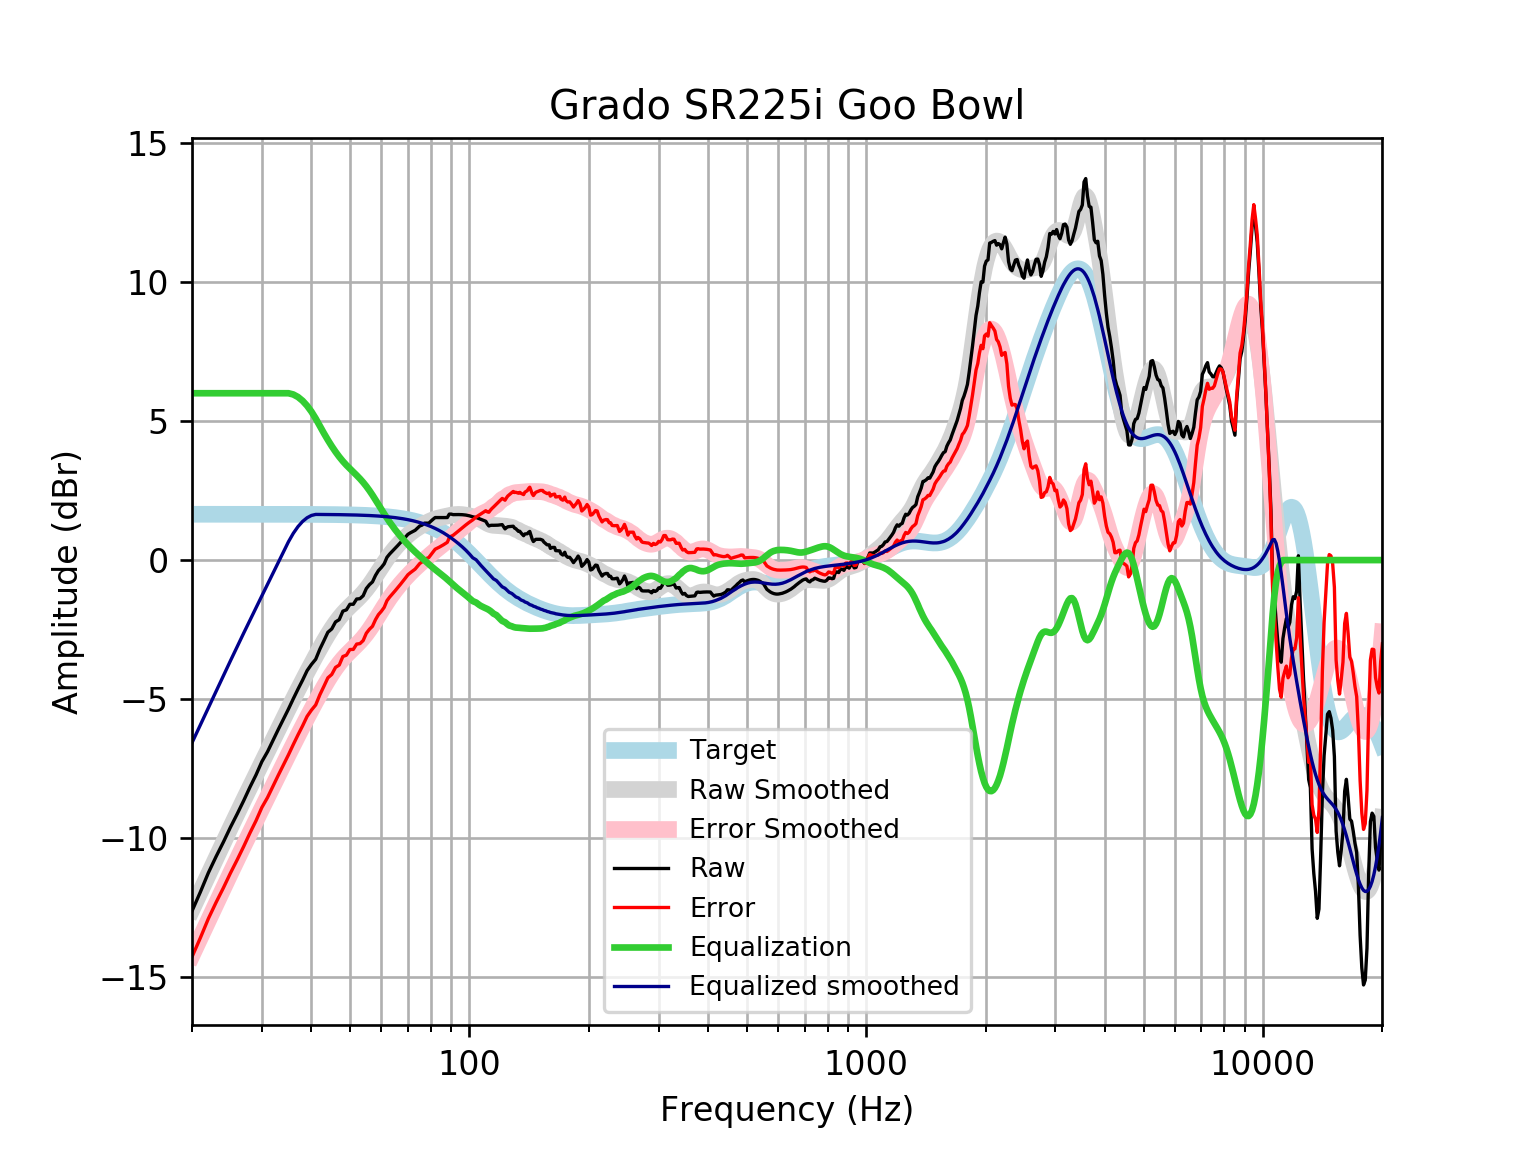 Grado SR225i Goo Bowl
15
10
5
0
−5
−10
−15
Amplitude (dBr)
Target
Raw Smoothed
Error Smoothed
Raw
Error
Equalization
Equalized smoothed
100 1000 10000
Frequency (Hz)